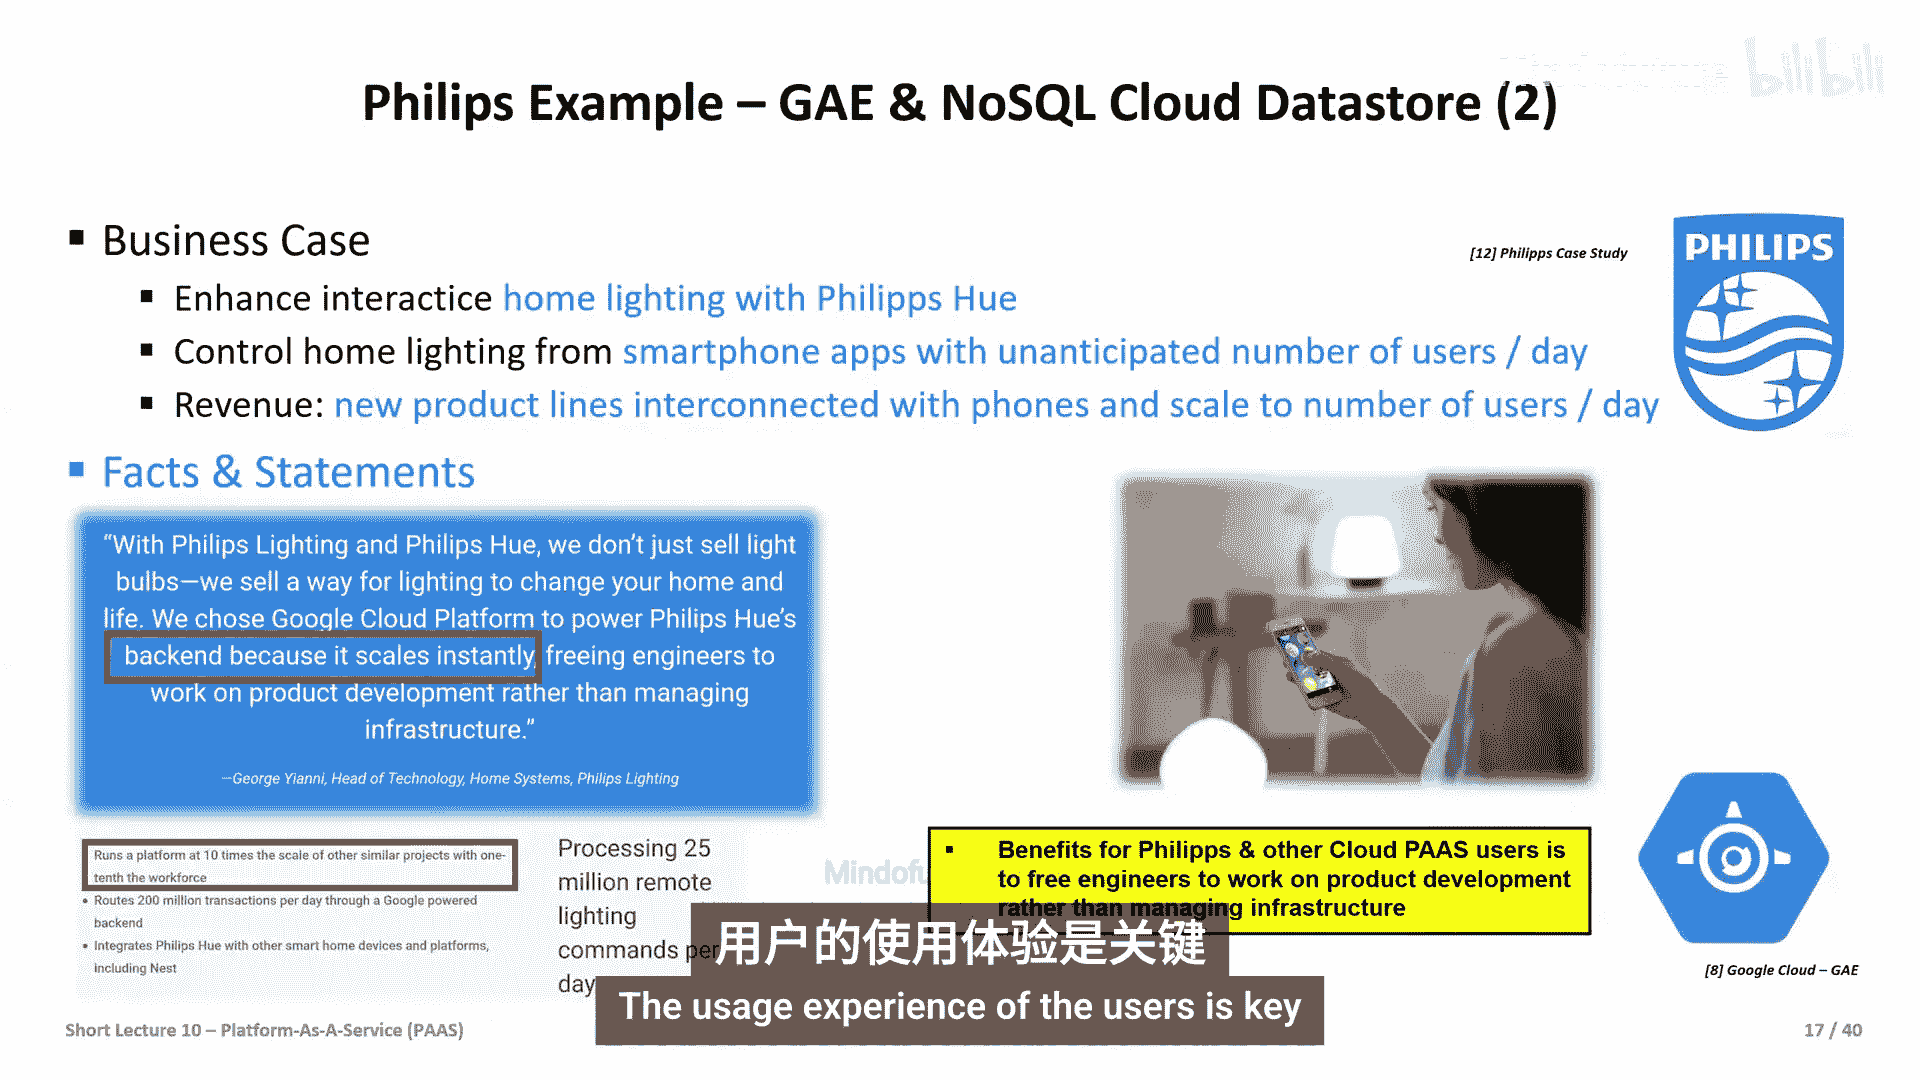 bilibili
Philips Example – GAE & NoSQL Cloud Datastore (2)
▪ Business Case
[12] Philipps Case Study
PHILIPS
▪ Enhance interactice home lighting with Philipps Hue
▪ Control home lighting from smartphone apps with unanticipated number of users / day
▪ Revenue: new product lines interconnected with phones and scale to number of users / day
▪ Facts & Statements
“With Philips Lighting and Philips Hue, we don’t just sell light
bulbs—we sell a way for lighting to change your home and
life. We chose Google Cloud Platform to power Philips Hue’s
backend because it scales instantly, freeing engineers to
work on product development rather than managing
infrastructure.”
—George Yianni, Head of Technology, Home Systems, Philips Lighting
Runs a platform at 10 times the scale of other similar projects with one-
tenth the workforce
• Routes 200 million transactions per day through a Google powered
backend
• Integrates Philips Hue with other smart home devices and platforms,
including Nest
Processing 25
million remote
lighting
commands per
day
▪ Benefits for Philipps & other Cloud PAAS users is
to free engineers to work on product development
rather than managing infrastructure
用户的使用体验是关键
The usage experience of the users is key
[8] Google Cloud – GAE
Short Lecture 10 – Platform-As-A-Service (PAAS)
17 / 40